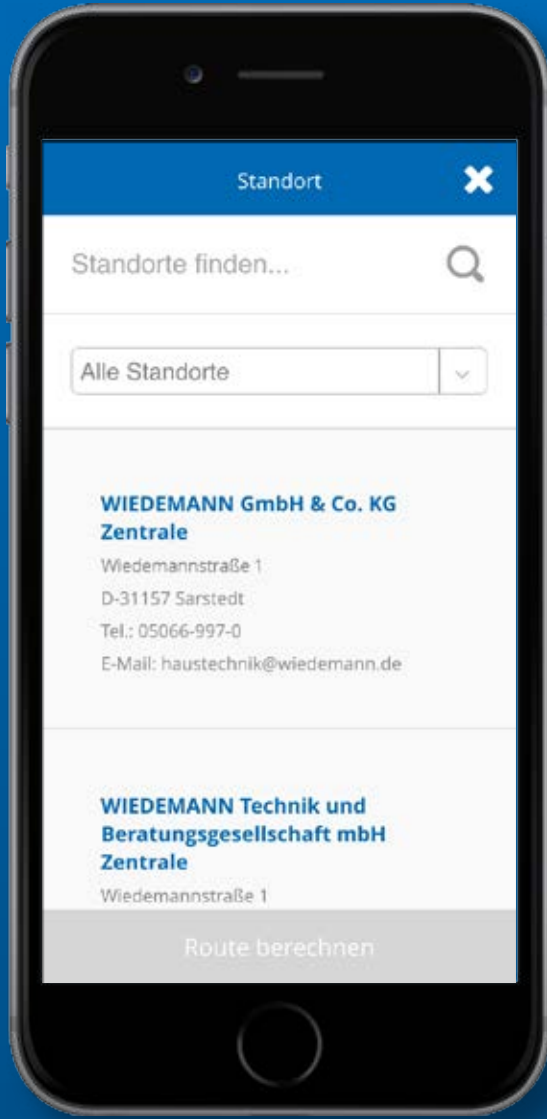 Standort
Standorte finden...
Alle Standorte
WIEDEMANN GmbH & Co. KG
Zentrale
Wiedemannstraße 1
D-31157 Sarstedt
Tel.: 05066-997-0
E-Mail: haustechnik@wiedemann.de
WIEDEMANN Technik und
Beratungsgesellschaft mbH
Zentrale
Wiedemannstraße 1
Route berechnen